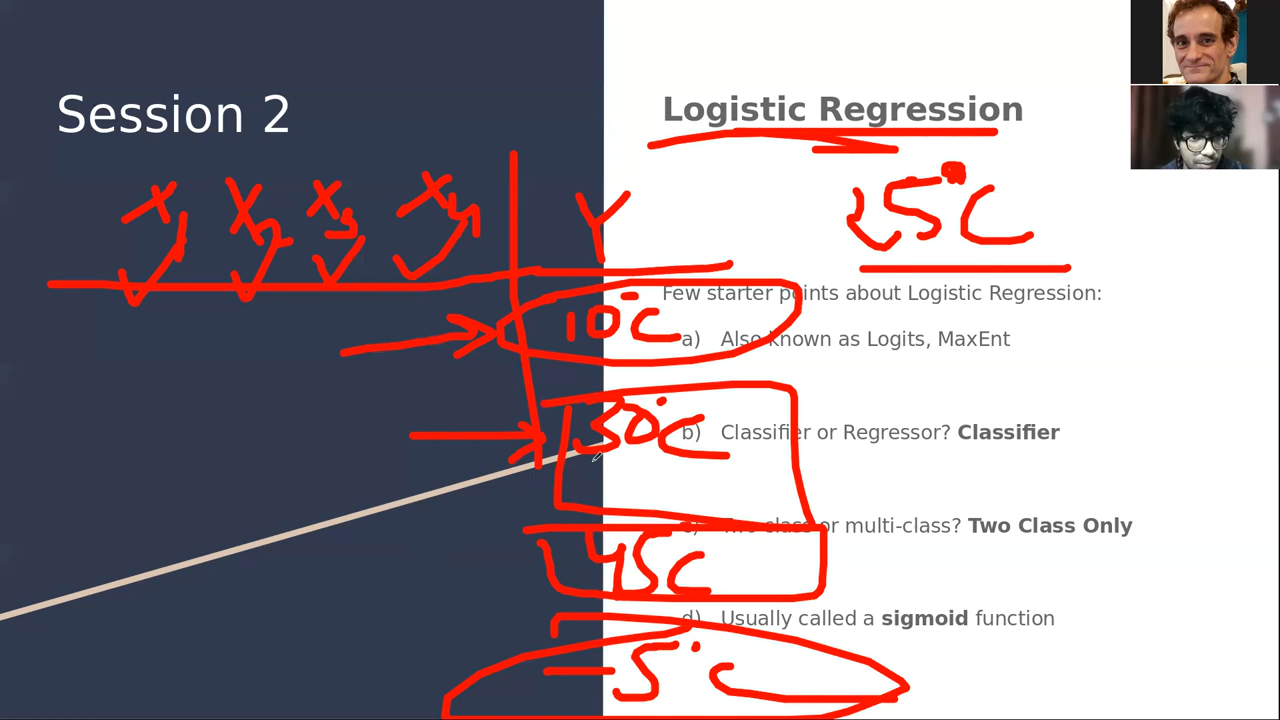 Session 2
Logistic Regression
X1 X2 X3 X4 Y
25°C
Few starter points about Logistic Regression:
10°C
a) Also known as Logits, MaxEnt
30°C
b) Classifier or Regressor? Classifier
c) Two class or multi-class? Two Class Only
45C
d) Usually called a sigmoid function
-5°C